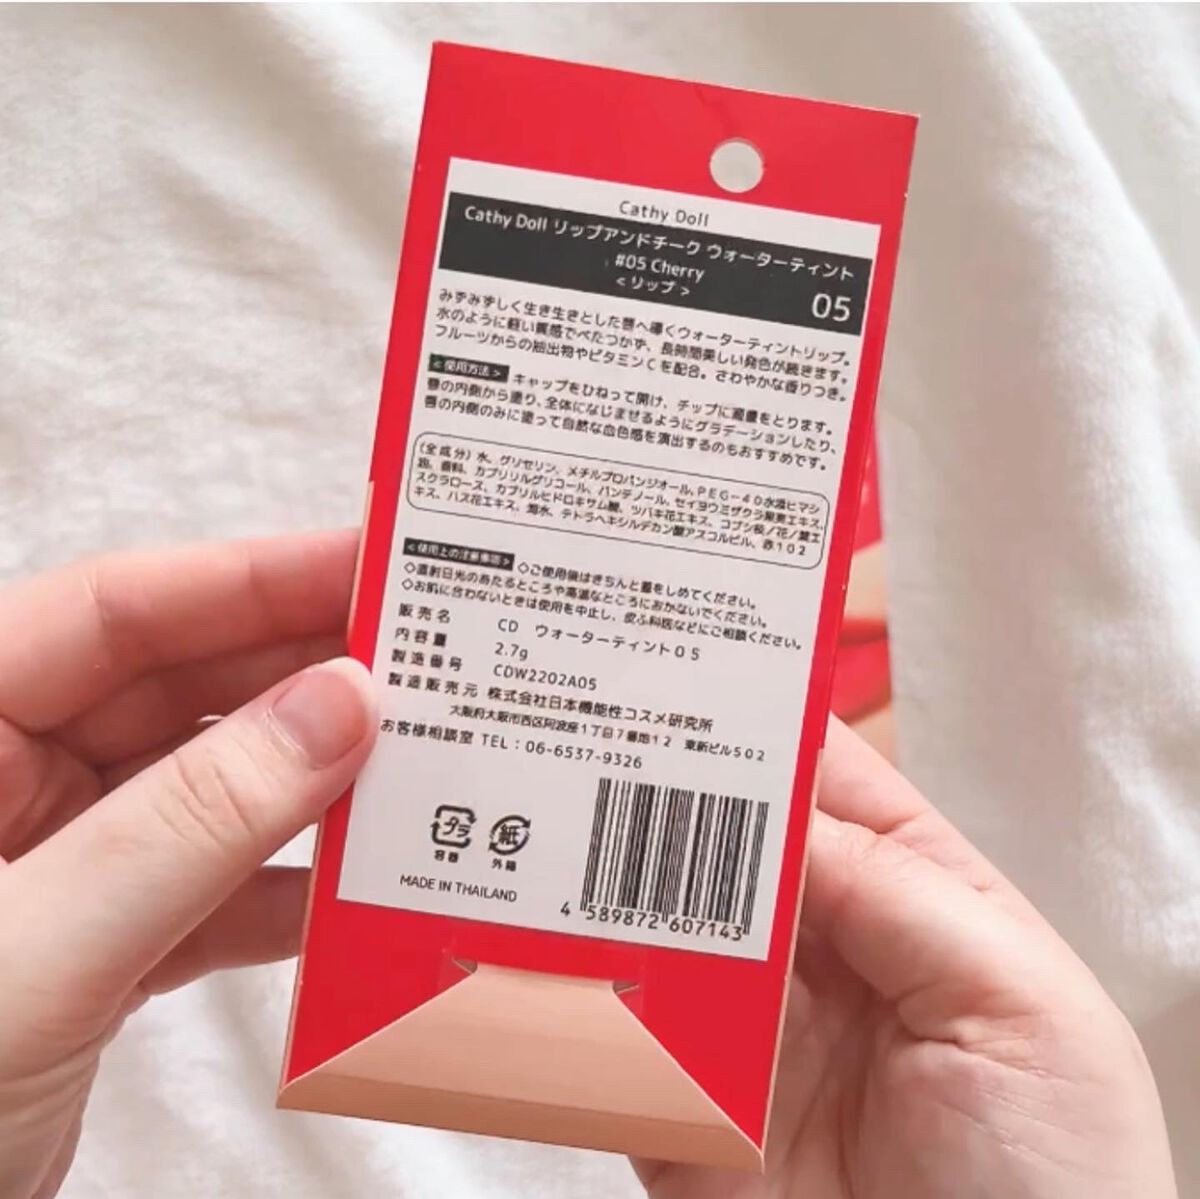 Cathy Doll
Cathy Doll リップアンドチーク ウォーターティント
#05 Cherry
＜リップ＞
05
みずみずしく生き生きとした唇へ導くウォーターティントリップ。
水のように軽い質感でべたつかず、長時間美しい発色が続きます。
フルーツからの抽出物やビタミンCを配合。さわやかな香りつき。
＜使用方法＞ キャップをひねって開け、チップに適量をとります。
唇の内側から塗り、全体になじませるようにグラデーションしたり、
唇の内側のみに塗って自然な血色感を演出するのもおすすめです。
(全成分) 水、グリセリン、メチルプロパンジオール、PEG-40水添ヒマシ
油、香料、カプリリルグリコール、パンテノール、セイヨウミザクラ果実エキス、
スクラロース、カプリルヒドロキサム酸、ツバキ花エキス、コブシ枝/花/葉エ
キス、ハス花エキス、海水、テトラヘキシルデカン酸アスコルビル、赤102
＜使用上の注意事項＞ ◇ご使用後はきちんと蓋をしめてください。
◇直射日光のあたるところや高温なところにおかないでください。
◇お肌に合わないときは使用を中止し、皮ふ科医などにご相談ください。
販売名 CD ウォーターティント05
内容量 2.7g
製造番号 CDW2202A05
製造販売元 株式会社日本機能性コスメ研究所
大阪府大阪市西区阿波座1丁目7番地12 東新ビル502
お客様相談室 TEL：06-6537-9326
プラ
容器
紙
外箱
MADE IN THAILAND
4 589872 607143